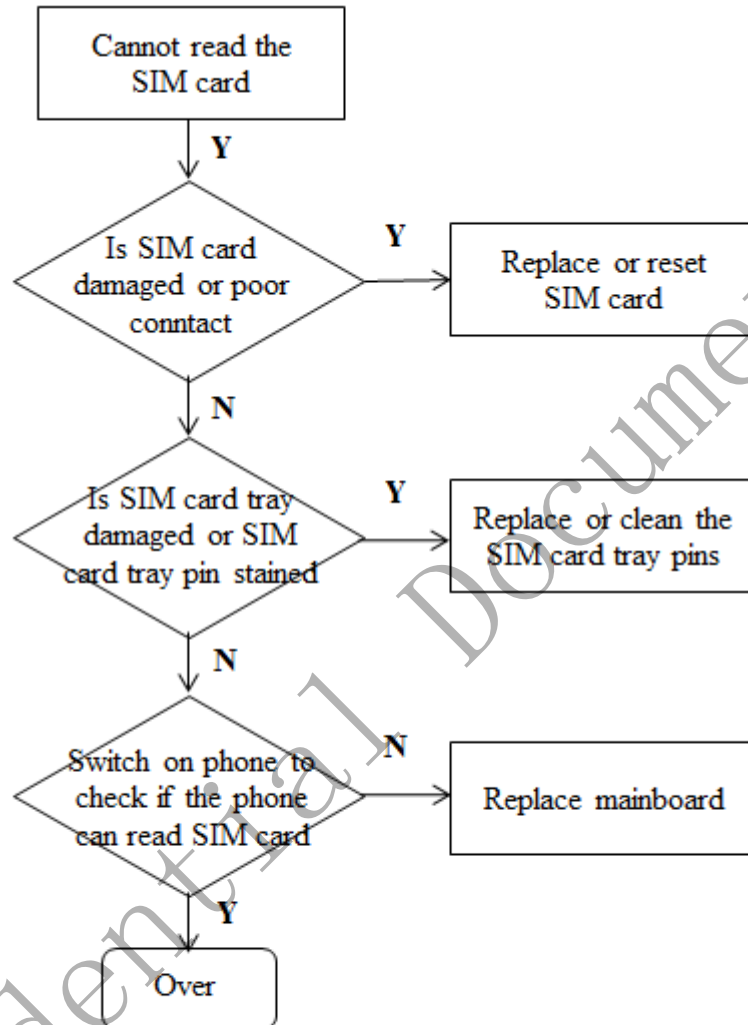 Cannot read the
SIM card
Y
Is SIM card
damaged or poor
conntact
Y
Replace or reset
SIM card
N
Is SIM card tray
damaged or SIM
card tray pin stained
Y
Replace or clean the
SIM card tray pins
N
Switch on phone to
check if the phone
can read SIM card
N
Replace mainboard
Y
Over
dential Docume